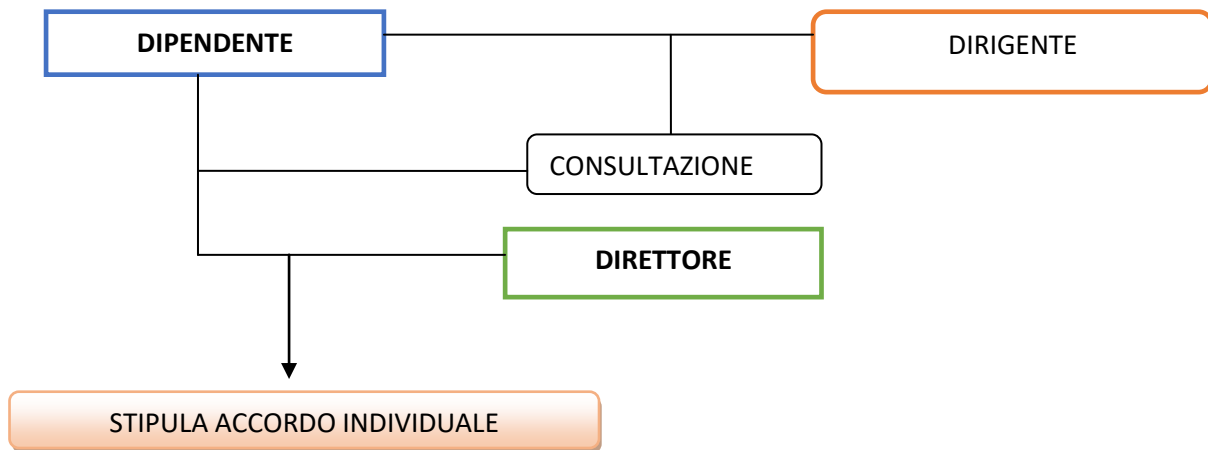 DIPENDENTE
DIRIGENTE
CONSULTAZIONE
DIRETTORE
STIPULA ACCORDO INDIVIDUALE